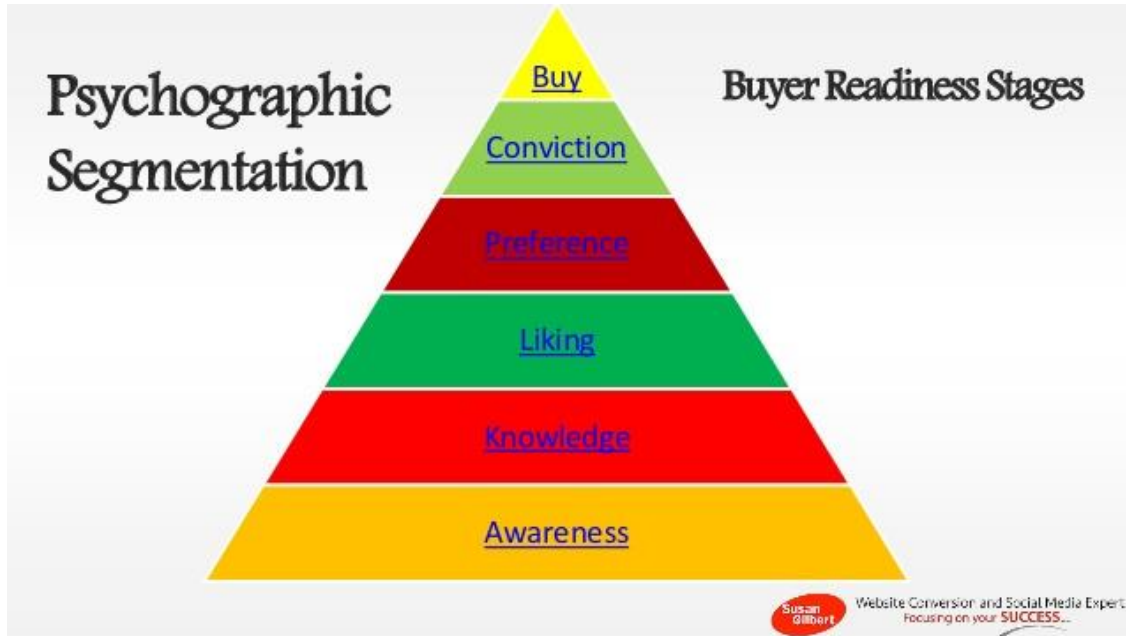 Psychographic
Segmentation
Buyer Readiness Stages
Buy
Conviction
Preference
Liking
Knowledge
Awareness
Susan
Gilbert
Website Conversion and Social Media Expert
Focusing on your SUCCESS...